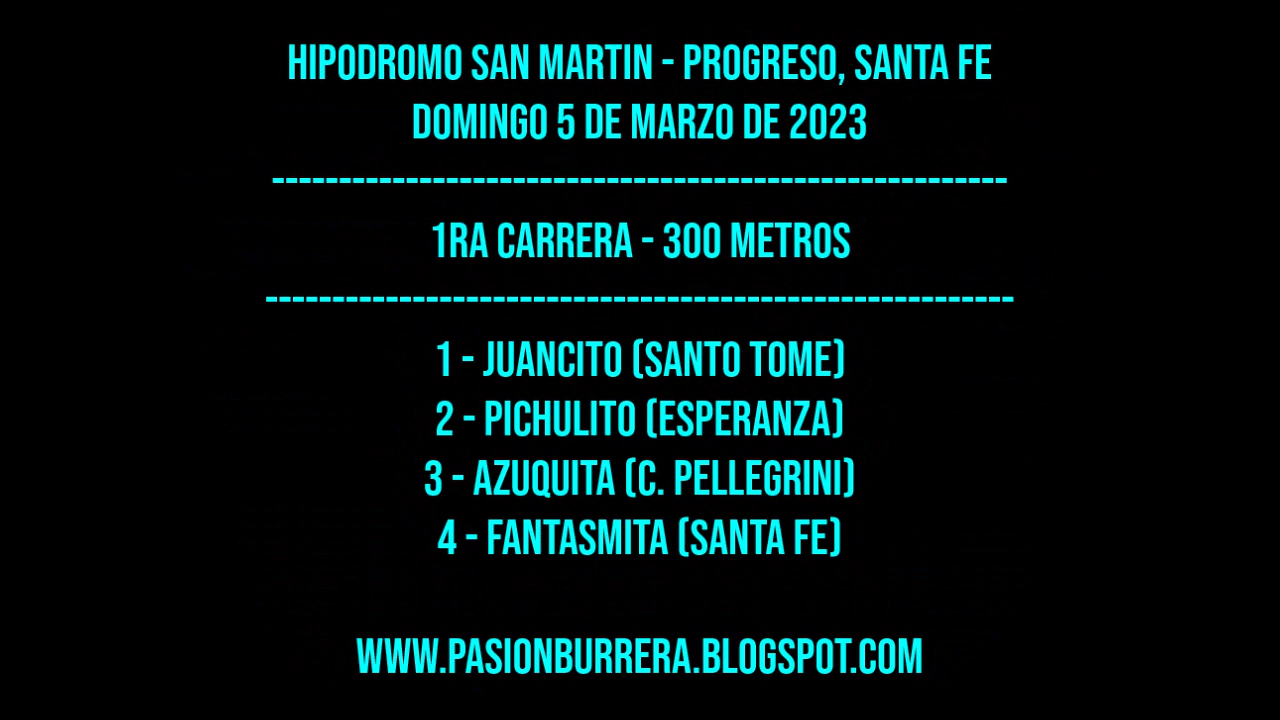 HIPODROMO SAN MARTIN - PROGRESO, SANTA FE
DOMINGO 5 DE MARZO DE 2023
-------------------------------------------------------
1RA CARRERA - 300 METROS
--------------------------------------------------------
1 - JUANCITO (SANTO TOME)
2 - PICHULITO (ESPERANZA)
3 - AZUQUITA (C. PELLEGRINI)
4 - FANTASMITA (SANTA FE)
WWW.PASIONBURRERA.BLOGSPOT.COM